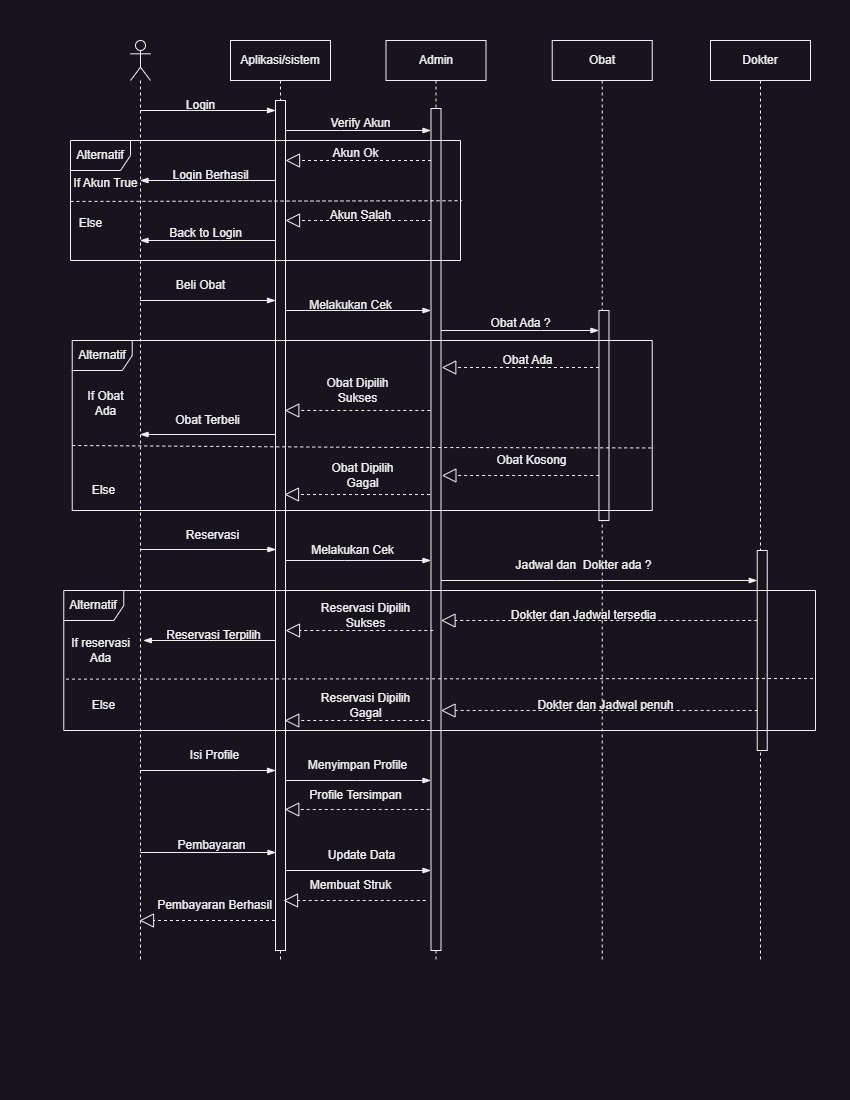 Aplikasi/sistem
Admin
Obat
Dokter
Login
Verify Akun
Alternatif
Akun Ok
Login Berhasil
If Akun True
Akun Salah
Else
Back to Login
Beli Obat
Melakukan Cek
Obat Ada ?
Alternatif
Obat Ada
Obat Dipilih
Sukses
If Obat
Ada
Obat Terbeli
Obat Kosong
Obat Dipilih
Gagal
Else
Reservasi
Melakukan Cek
Jadwal dan  Dokter ada ?
Alternatif
Reservasi Dipilih
Sukses
Dokter dan Jadwal tersedia
Reservasi Terpilih
If reservasi
Ada
Reservasi Dipilih
Gagal
Else
Dokter dan Jadwal penuh
Isi Profile
Menyimpan Profile
Profile Tersimpan
Pembayaran
Update Data
Membuat Struk
Pembayaran Berhasil